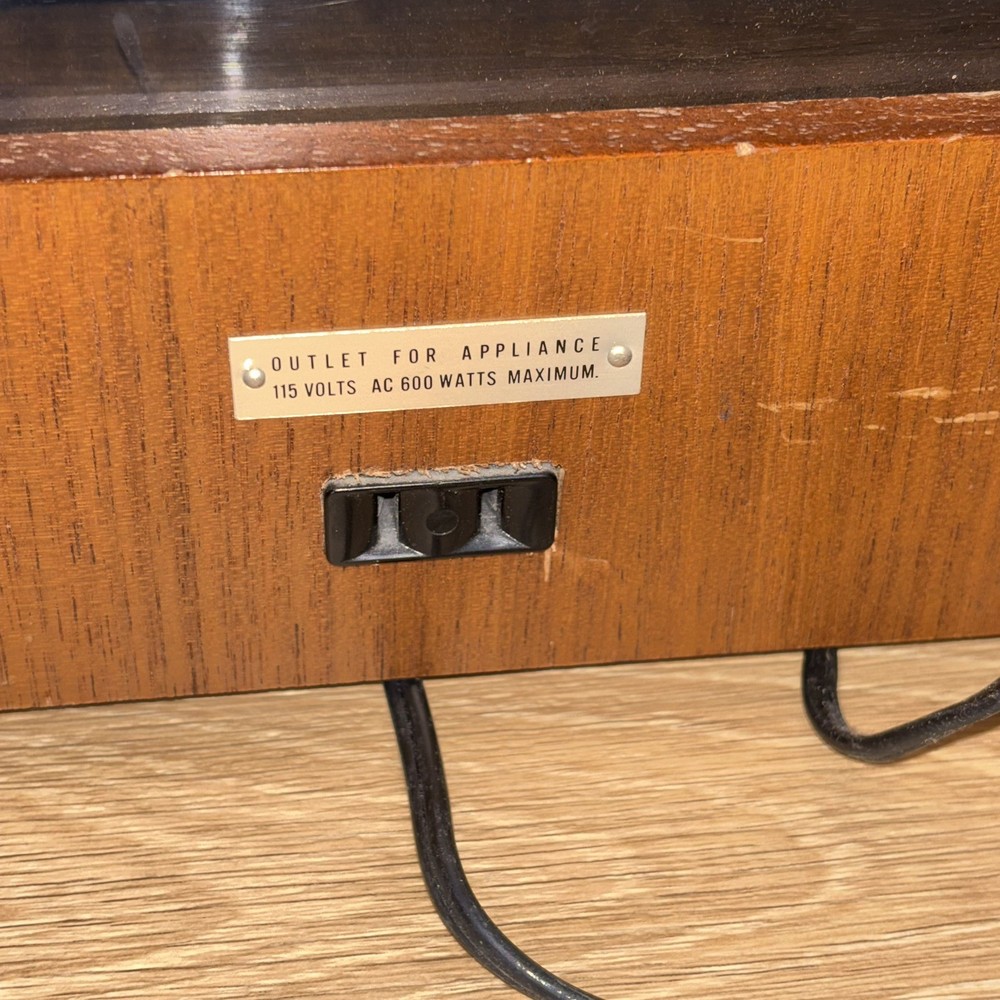 OUTLET FOR APPLIANCE
115 VOLTS AC 600 WATTS MAXIMUM.